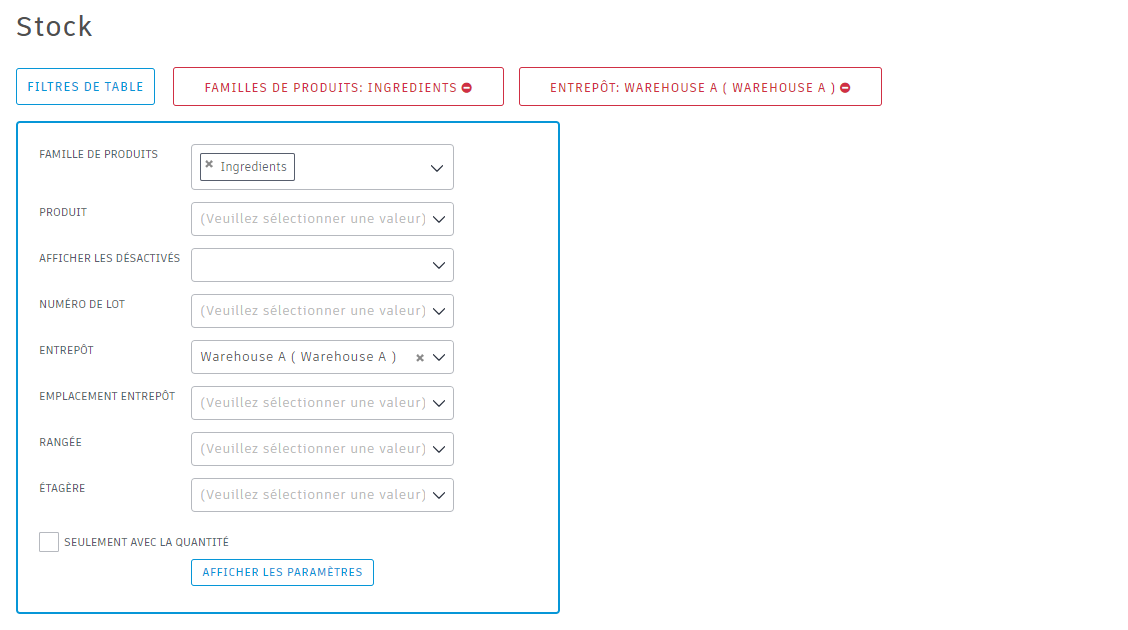 Stock
FILTRES DE TABLE
FAMILLES DE PRODUITS: INGREDIENTS
ENTREPÔT: WAREHOUSE A ( WAREHOUSE A )
FAMILLE DE PRODUITS
Ingredients
PRODUIT
(Veuillez sélectionner une valeur)
AFFICHER LES DÉSACTIVÉS
NUMÉRO DE LOT
(Veuillez sélectionner une valeur)
ENTREPÔT
Warehouse A ( Warehouse A )
EMPLACEMENT ENTREPÔT
(Veuillez sélectionner une valeur)
RANGÉE
(Veuillez sélectionner une valeur)
ÉTAGÈRE
(Veuillez sélectionner une valeur)
SEULEMENT AVEC LA QUANTITÉ
AFFICHER LES PARAMÈTRES